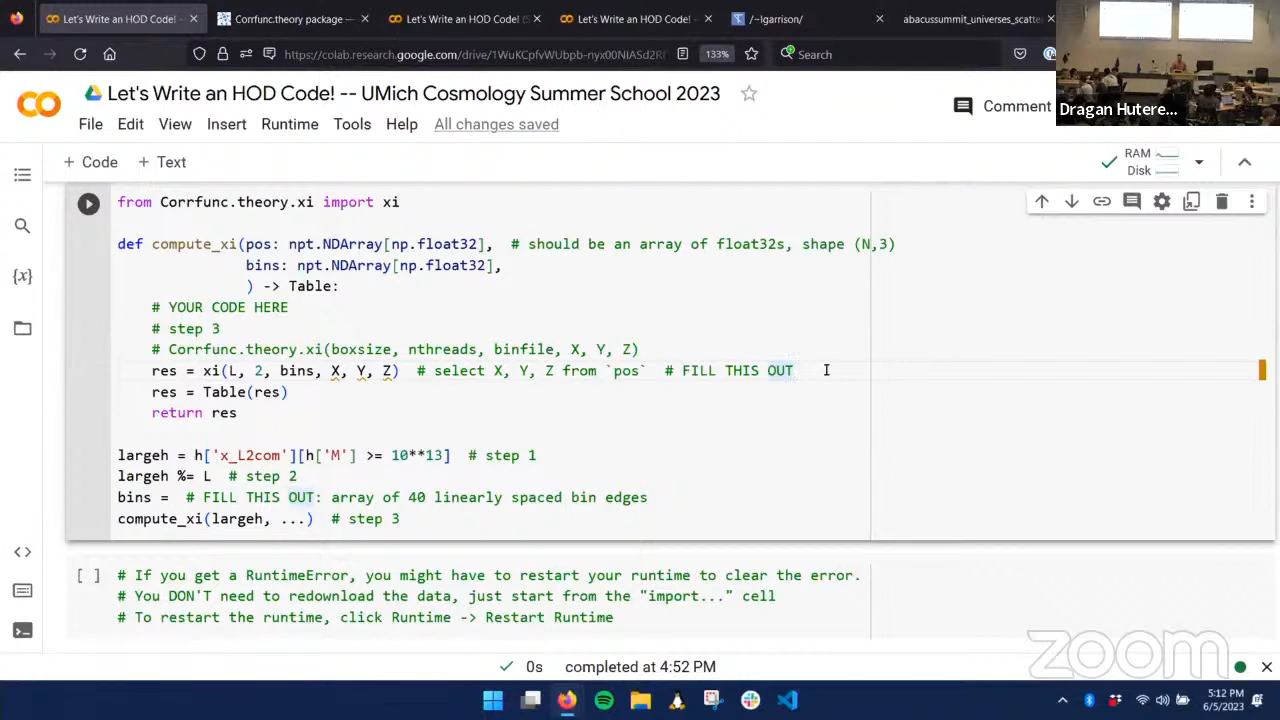 Let's Write an HOD Code! -- UM
Corrfunc.theory package —
Let's Write an HOD Code! D
Let's Write an HOD Code! --
/~lgarrison/
abacussummit_universes_scatte
https://colab.research.google.com/drive/
133%
Search
Let's Write an HOD Code! -- UMich Cosmology Summer School 2023
Comment
Dragan Hutere...
File Edit View Insert Runtime Tools Help All changes saved
+ Code + Text
RAM
Disk
from Corrfunc.theory.xi import xi
def compute_xi(pos: npt.NDArray[np.float32], # should be an array of float32s, shape (N,3)
bins: npt.NDArray[np.float32],
) -> Table:
# YOUR CODE HERE
# step 3
# Corrfunc.theory.xi(boxsize, nthreads, binfile, X, Y, Z)
res = xi(L, 2, bins, X, Y, Z) # select X, Y, Z from `pos` # FILL THIS OUT
res = Table(res)
return res
largeh = h['x_L2com'][h['M'] >= 10**13] # step 1
largeh %= L # step 2
bins = # FILL THIS OUT: array of 40 linearly spaced bin edges
compute_xi(largeh, ...) # step 3
[ ] # If you get a RuntimeError, you might have to restart your runtime to clear the error.
# You DON'T need to redownload the data, just start from the "import..." cell
# To restart the runtime, click Runtime -> Restart Runtime
0s completed at 4:52 PM
zoom
5:12 PM
6/5/2023